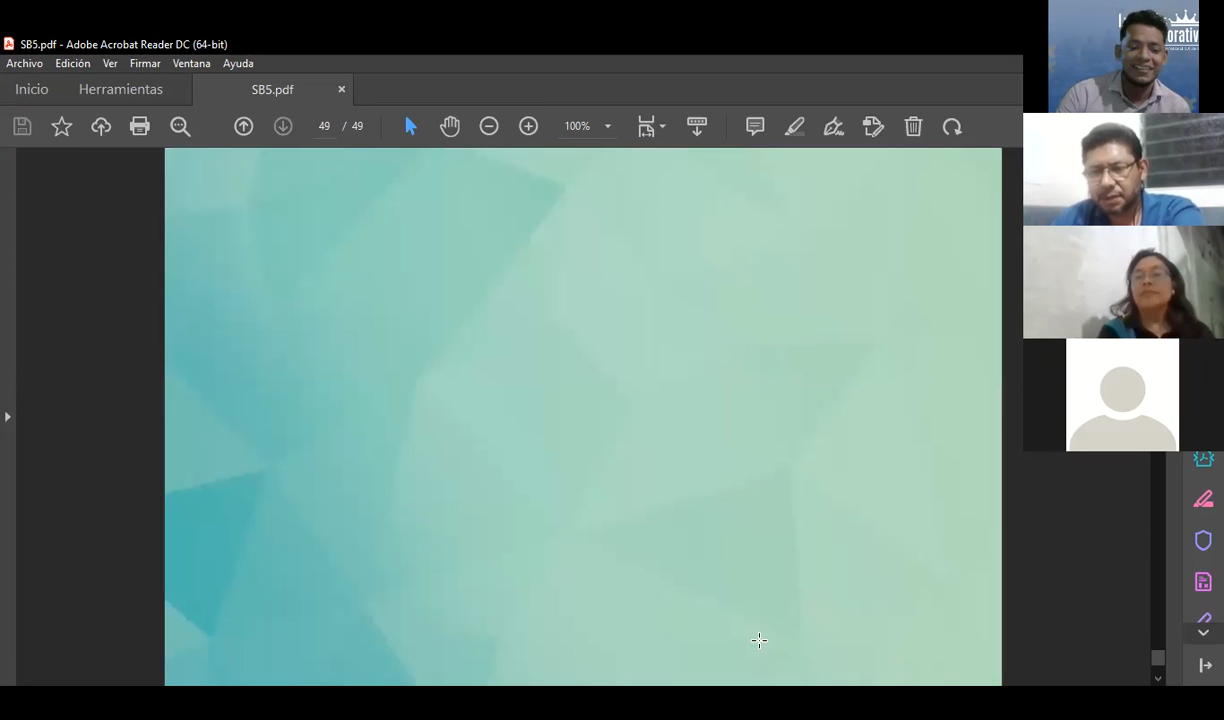 SB5.pdf - Adobe Acrobat Reader DC (64-bit)
Archivo Edición Ver Firmar Ventana Ayuda
Inicio Herramientas SB5.pdf ×
49 / 49 100%